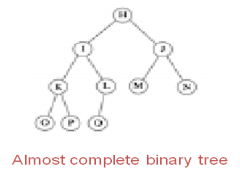 H
I J
K L M N
O P Q
Almost complete binary tree